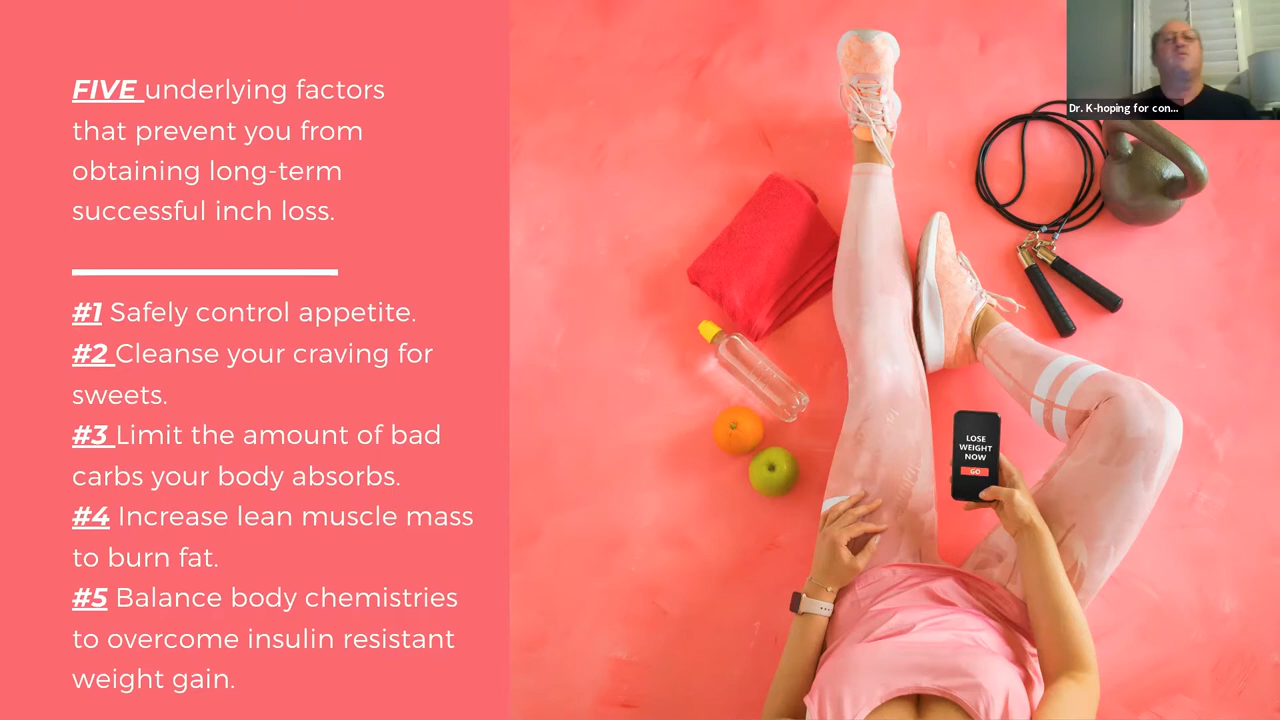 FIVE underlying factors
that prevent you from
obtaining long-term
successful inch loss.
#1 Safely control appetite.
#2 Cleanse your craving for
sweets.
#3 Limit the amount of bad
carbs your body absorbs.
#4 Increase lean muscle mass
to burn fat.
#5 Balance body chemistries
to overcome insulin resistant
weight gain.
LOSE
WEIGHT
NOW
GO
Dr. K-hoping for con...